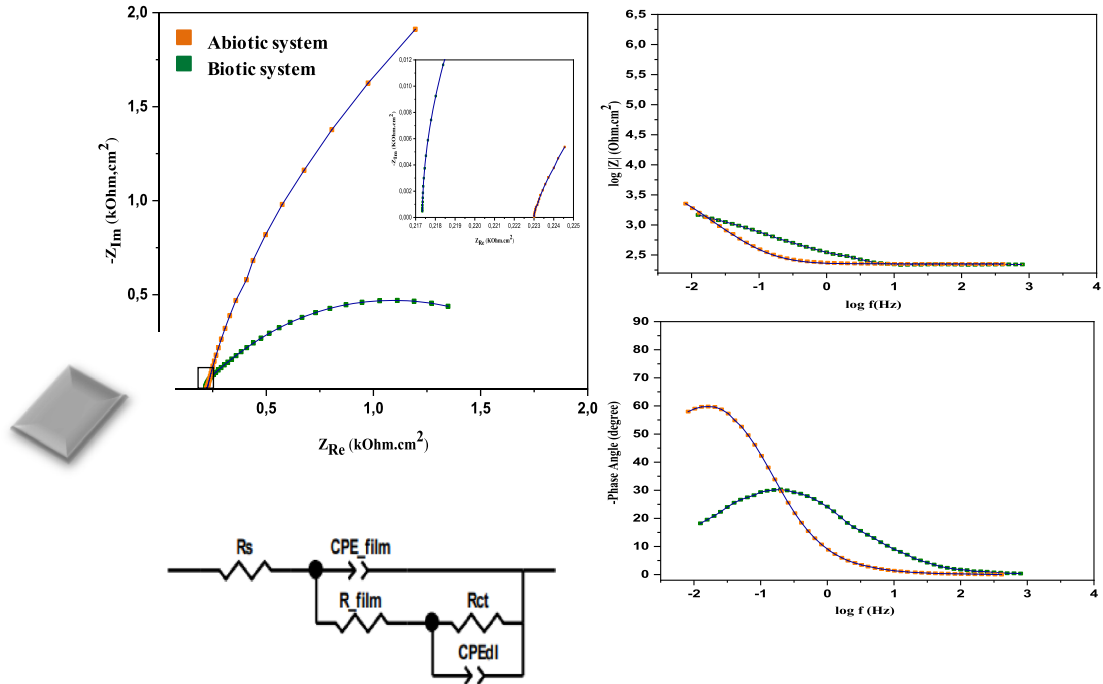 2,0
1,5
1,0
0,5
-Z_Im (kOhm,cm²)
Abiotic system
Biotic system
0,012
0,010
0,008
0,006
0,004
0,002
0,000
-Z_Im (KOhm.cm²)
0,217 0,218 0,219 0,220 0,221 0,222 0,223 0,224 0,225
Z_Re (KOhm.cm²)
0,5 1,0 1,5 2,0
Z_Re (kOhm.cm²)
6,5
6,0
5,5
5,0
4,5
4,0
3,5
3,0
2,5
log |Z| (Ohm.cm²)
-2 -1 0 1 2 3 4
log f(Hz)
90
80
70
60
50
40
30
20
10
0
-Phase Angle (degree)
-2 -1 0 1 2 3 4
log f (Hz)
Rs CPE_film
R_film Rct
CPEdl